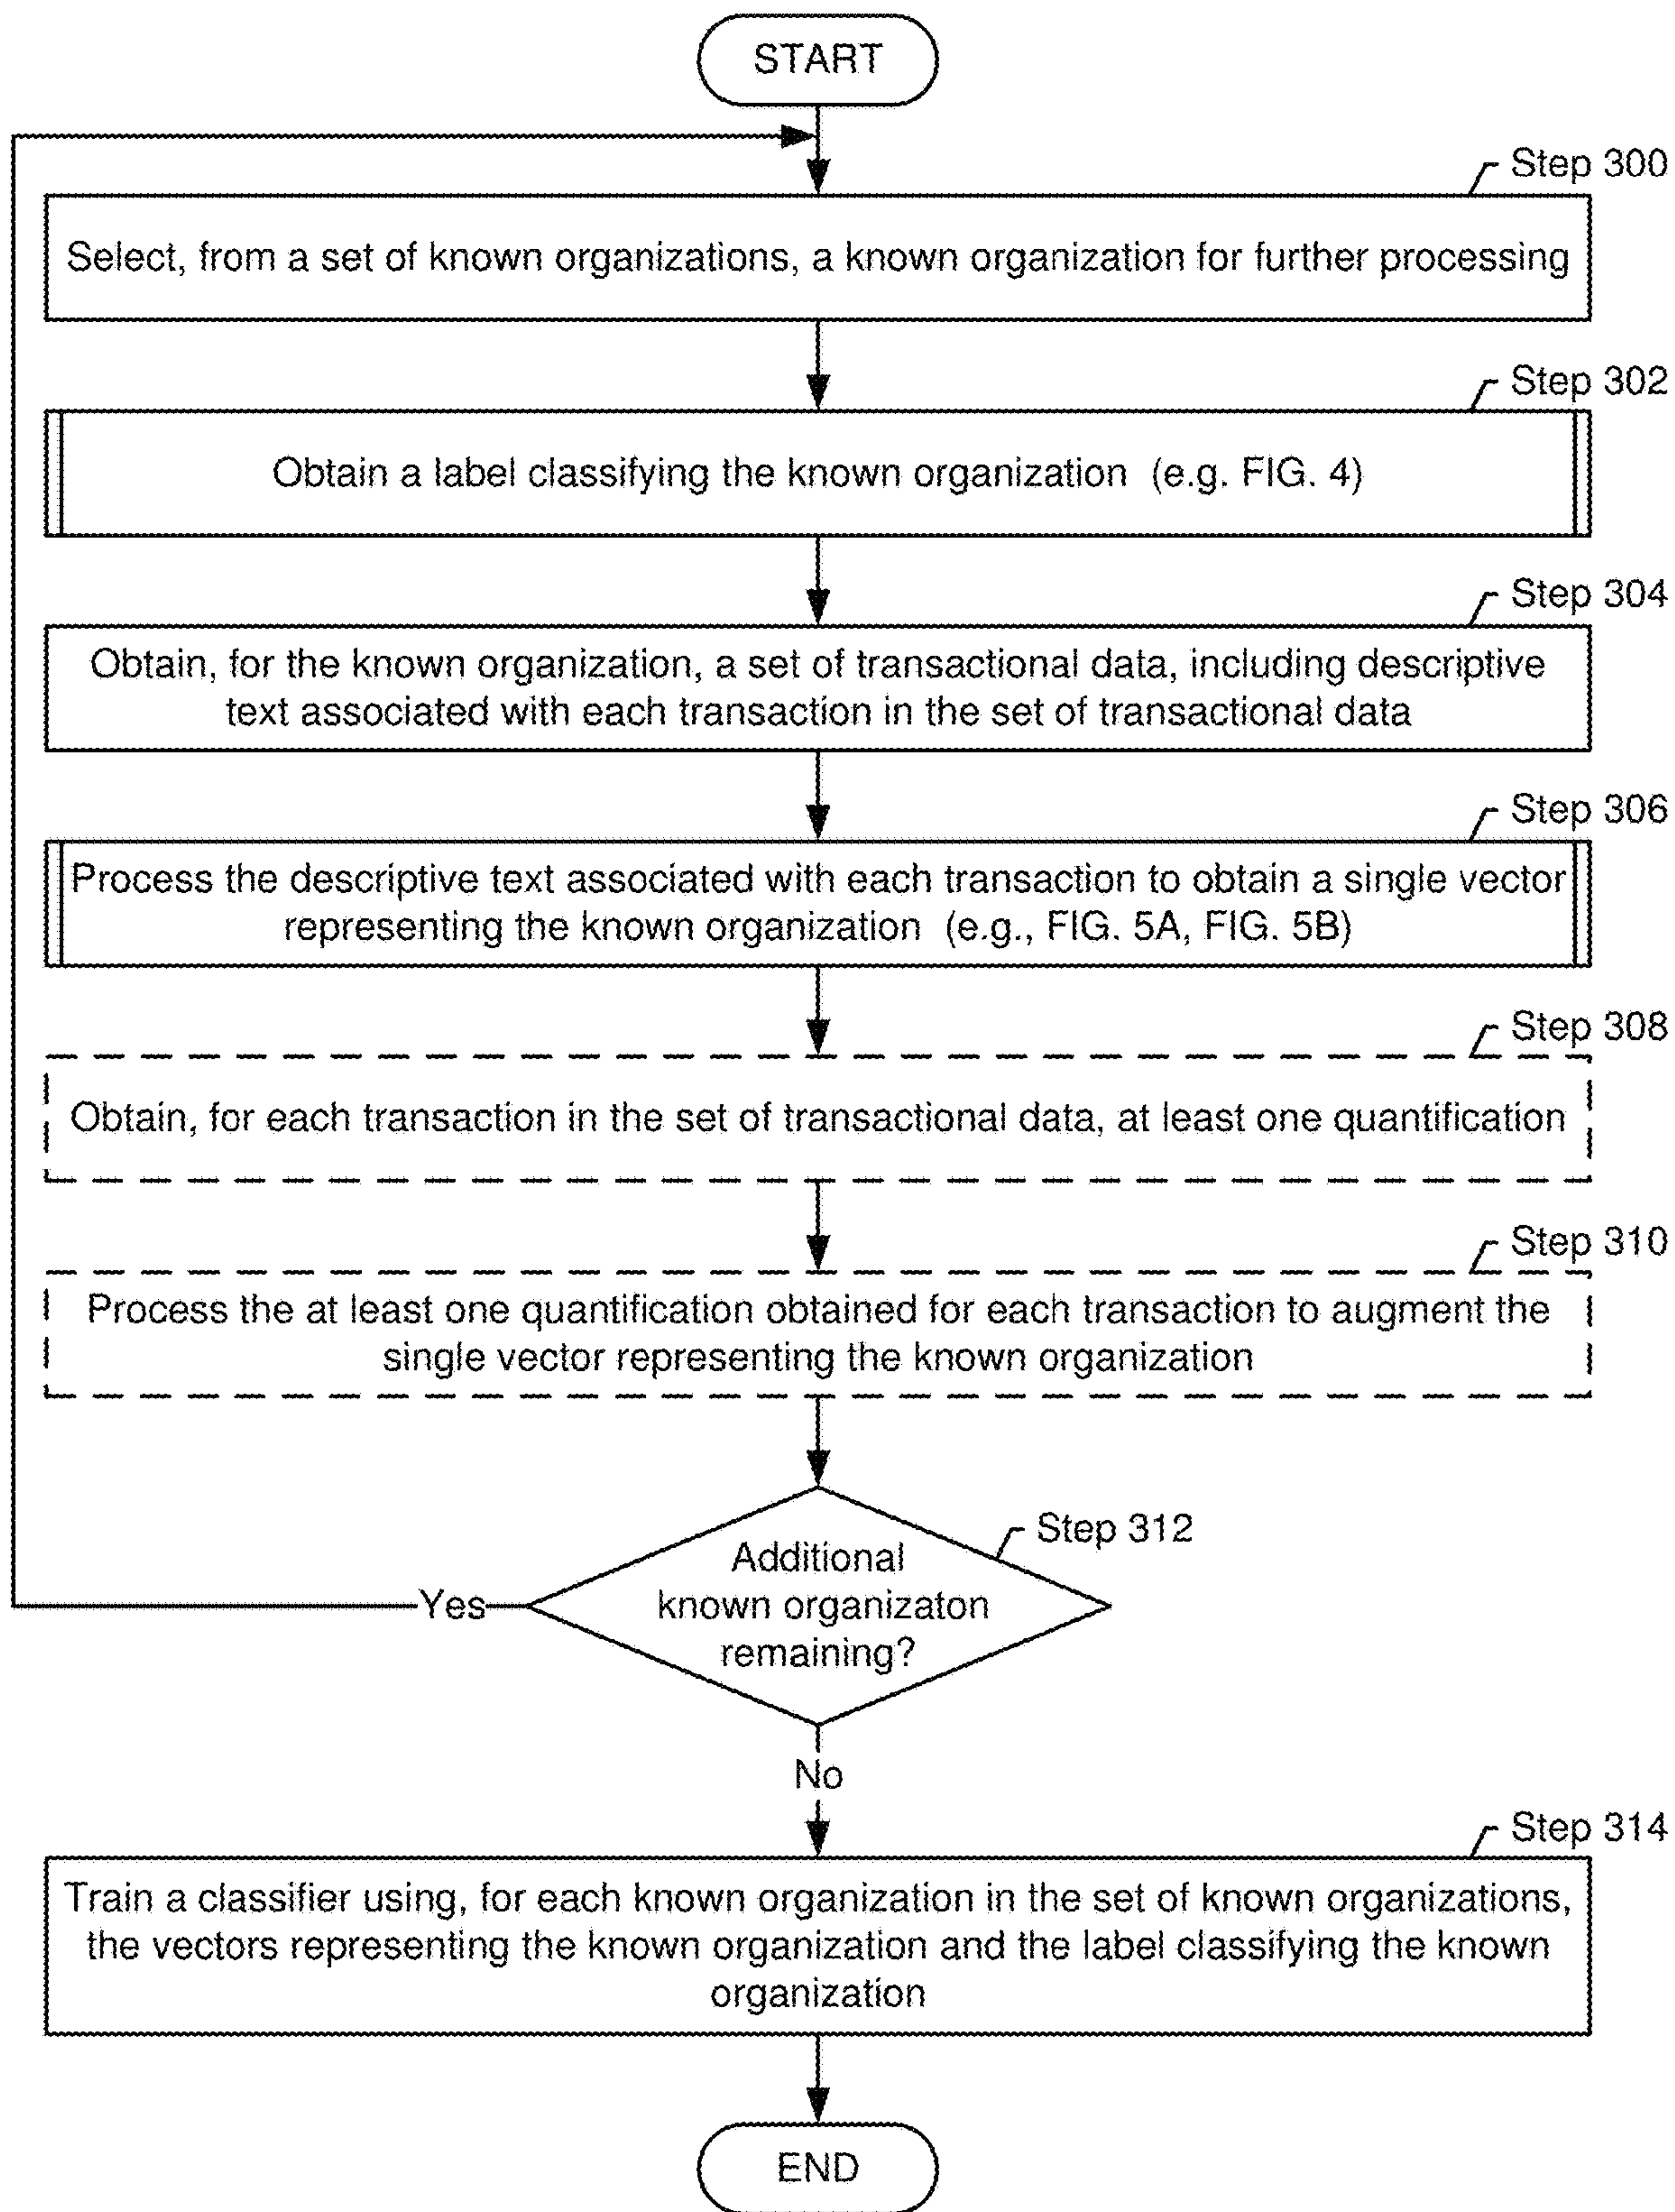 START
Step 300
Select, from a set of known organizations, a known organization for further processing
Step 302
Obtain a label classifying the known organization (e.g. FIG. 4)
Step 304
Obtain, for the known organization, a set of transactional data, including descriptive
text associated with each transaction in the set of transactional data
Step 306
Process the descriptive text associated with each transaction to obtain a single vector
representing the known organization (e.g., FIG. 5A, FIG. 5B)
Step 308
Obtain, for each transaction in the set of transactional data, at least one quantification
Step 310
Process the at least one quantification obtained for each transaction to augment the
single vector representing the known organization
Step 312
Additional
known organizaton
remaining?
Yes
No
Step 314
Train a classifier using, for each known organization in the set of known organizations,
the vectors representing the known organization and the label classifying the known
organization
END